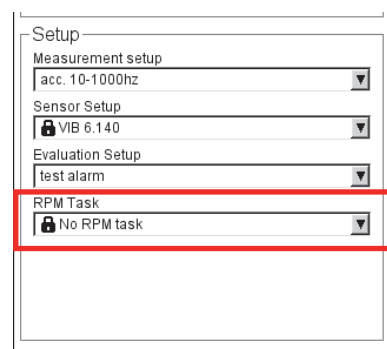 Setup
Measurement setup
acc. 10-1000hz
Sensor Setup
VIB 6.140
Evaluation Setup
test alarm
RPM Task
No RPM task